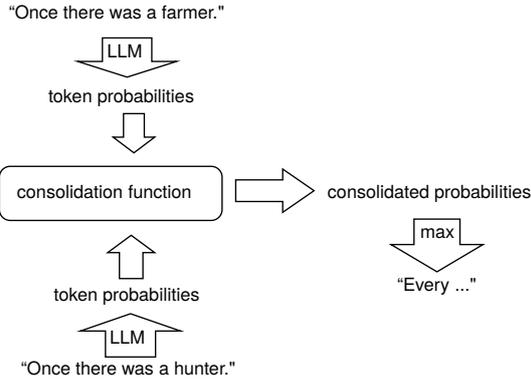 “Once there was a farmer."
LLM
token probabilities
consolidation function
consolidated probabilities
max
“Every ..."
token probabilities
LLM
“Once there was a hunter."